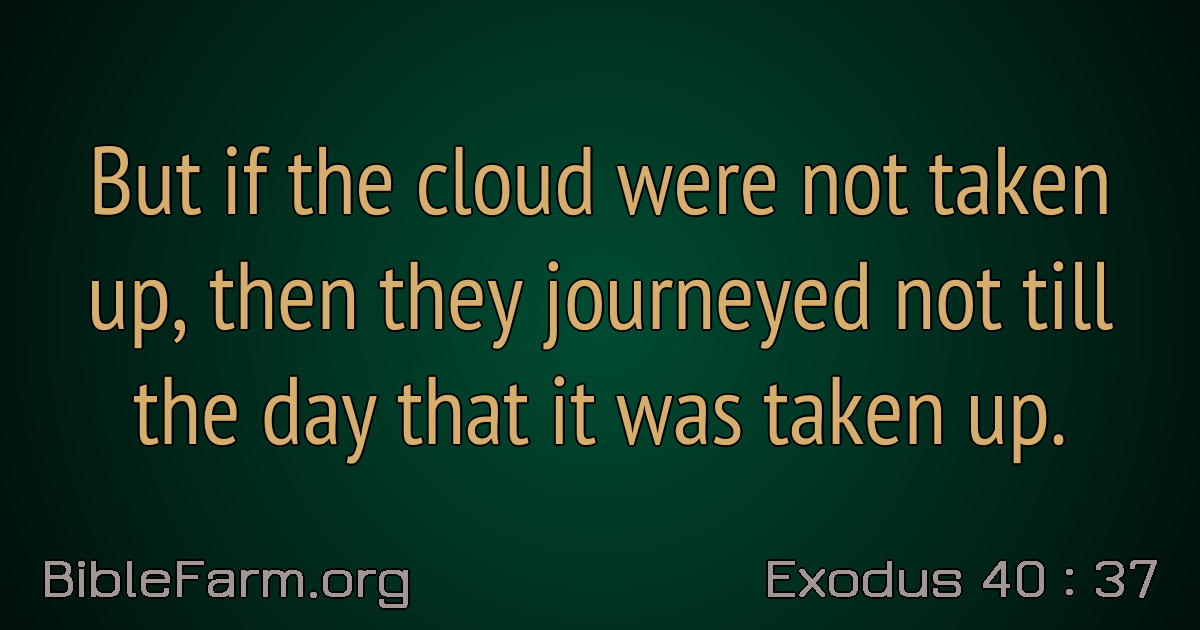 But if the cloud were not taken
up, then they journeyed not till
the day that it was taken up.
BibleFarm.org
Exodus 40 : 37